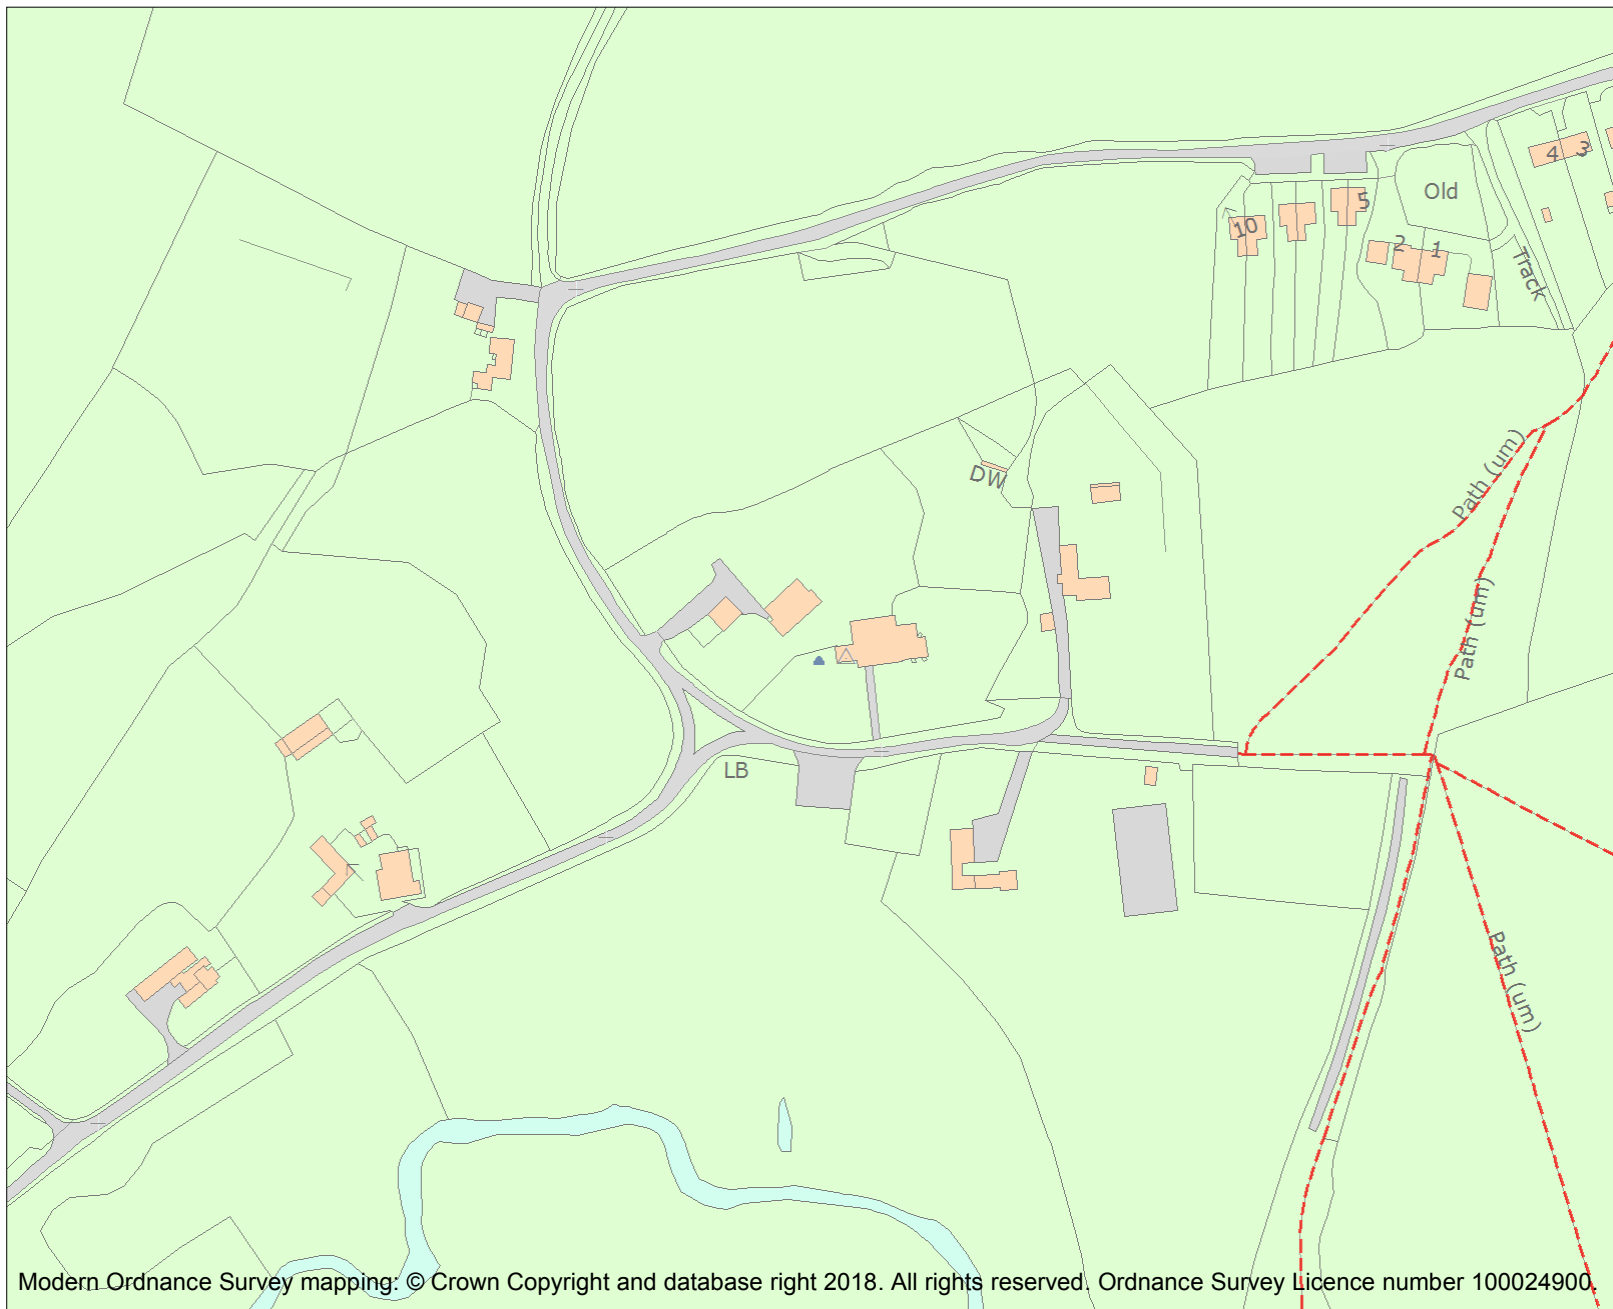 4
3
Old
5
10
2
1
Track
Path (um)
DW
Path (um)
LB
Path (um)
Modern Ordnance Survey mapping: © Crown Copyright and database right 2018. All rights reserved. Ordnance Survey Licence number 100024900.